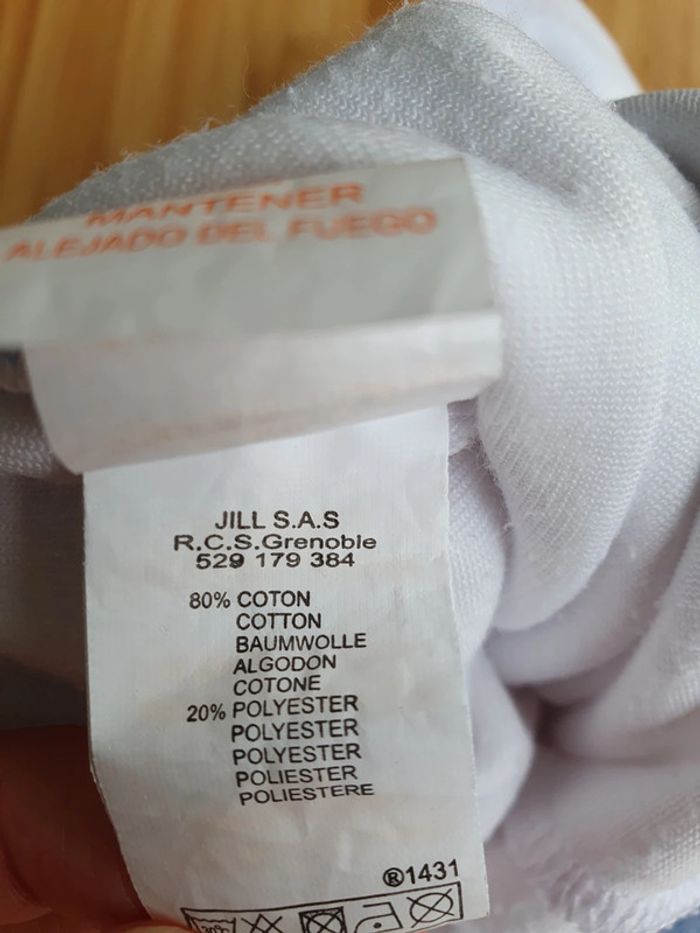 MANTENER
ALEJADO DEL FUEGO
JILL S.A.S
R.C.S.Grenoble
529 179 384
80% COTON
COTTON
BAUMWOLLE
ALGODON
COTONE
20% POLYESTER
POLYESTER
POLYESTER
POLIESTER
POLIESTERE
®1431
30°